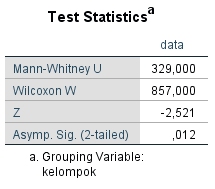 Test Statisticsa
data
Mann-Whitney U 329,000
Wilcoxon W 857,000
Z -2,521
Asymp. Sig. (2-tailed) ,012
a. Grouping Variable:
kelompok